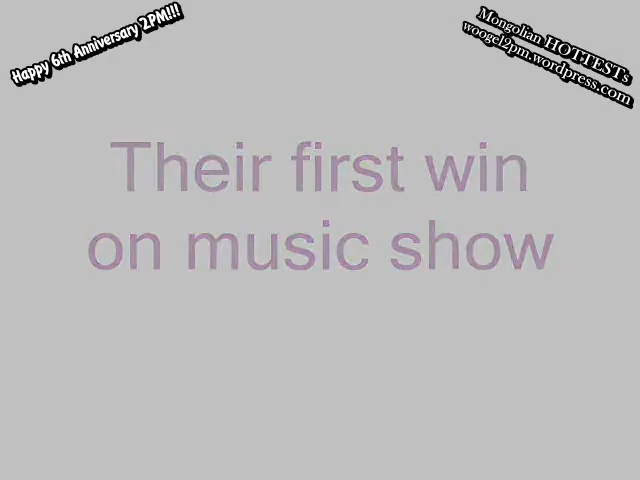 Happy 6th Anniversary 2PM!!!
Mongolian HOTTESTs
woogel2pm.wordpress.com
Their first win
on music show